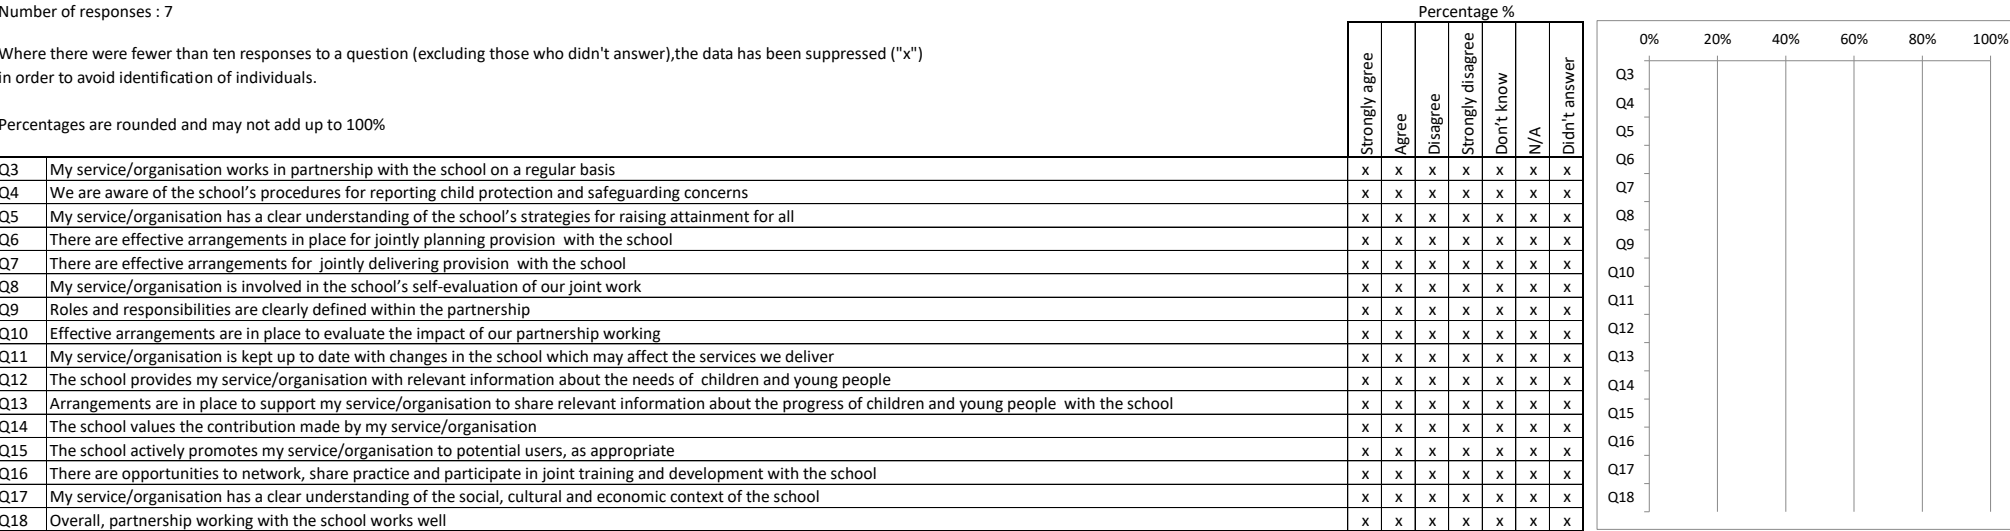 Number of responses : 7
Percentage %
Where there were fewer than ten responses to a question (excluding those who didn't answer),the data has been suppressed ("x")
in order to avoid identification of individuals.
Percentages are rounded and may not add up to 100%
Strongly agree
Agree
Disagree
Strongly disagree
Don't know
N/A
Didn't answer
Q3 My service/organisation works in partnership with the school on a regular basis x x x x x x x
Q4 We are aware of the school’s procedures for reporting child protection and safeguarding concerns x x x x x x x
Q5 My service/organisation has a clear understanding of the school’s strategies for raising attainment for all x x x x x x x
Q6 There are effective arrangements in place for jointly planning provision with the school x x x x x x x
Q7 There are effective arrangements for jointly delivering provision with the school x x x x x x x
Q8 My service/organisation is involved in the school’s self-evaluation of our joint work x x x x x x x
Q9 Roles and responsibilities are clearly defined within the partnership x x x x x x x
Q10 Effective arrangements are in place to evaluate the impact of our partnership working x x x x x x x
Q11 My service/organisation is kept up to date with changes in the school which may affect the services we deliver x x x x x x x
Q12 The school provides my service/organisation with relevant information about the needs of children and young people x x x x x x x
Q13 Arrangements are in place to support my service/organisation to share relevant information about the progress of children and young people with the school x x x x x x x
Q14 The school values the contribution made by my service/organisation x x x x x x x
Q15 The school actively promotes my service/organisation to potential users, as appropriate x x x x x x x
Q16 There are opportunities to network, share practice and participate in joint training and development with the school x x x x x x x
Q17 My service/organisation has a clear understanding of the social, cultural and economic context of the school x x x x x x x
Q18 Overall, partnership working with the school works well x x x x x x x
0% 20% 40% 60% 80% 100%
Q3
Q4
Q5
Q6
Q7
Q8
Q9
Q10
Q11
Q12
Q13
Q14
Q15
Q16
Q17
Q18